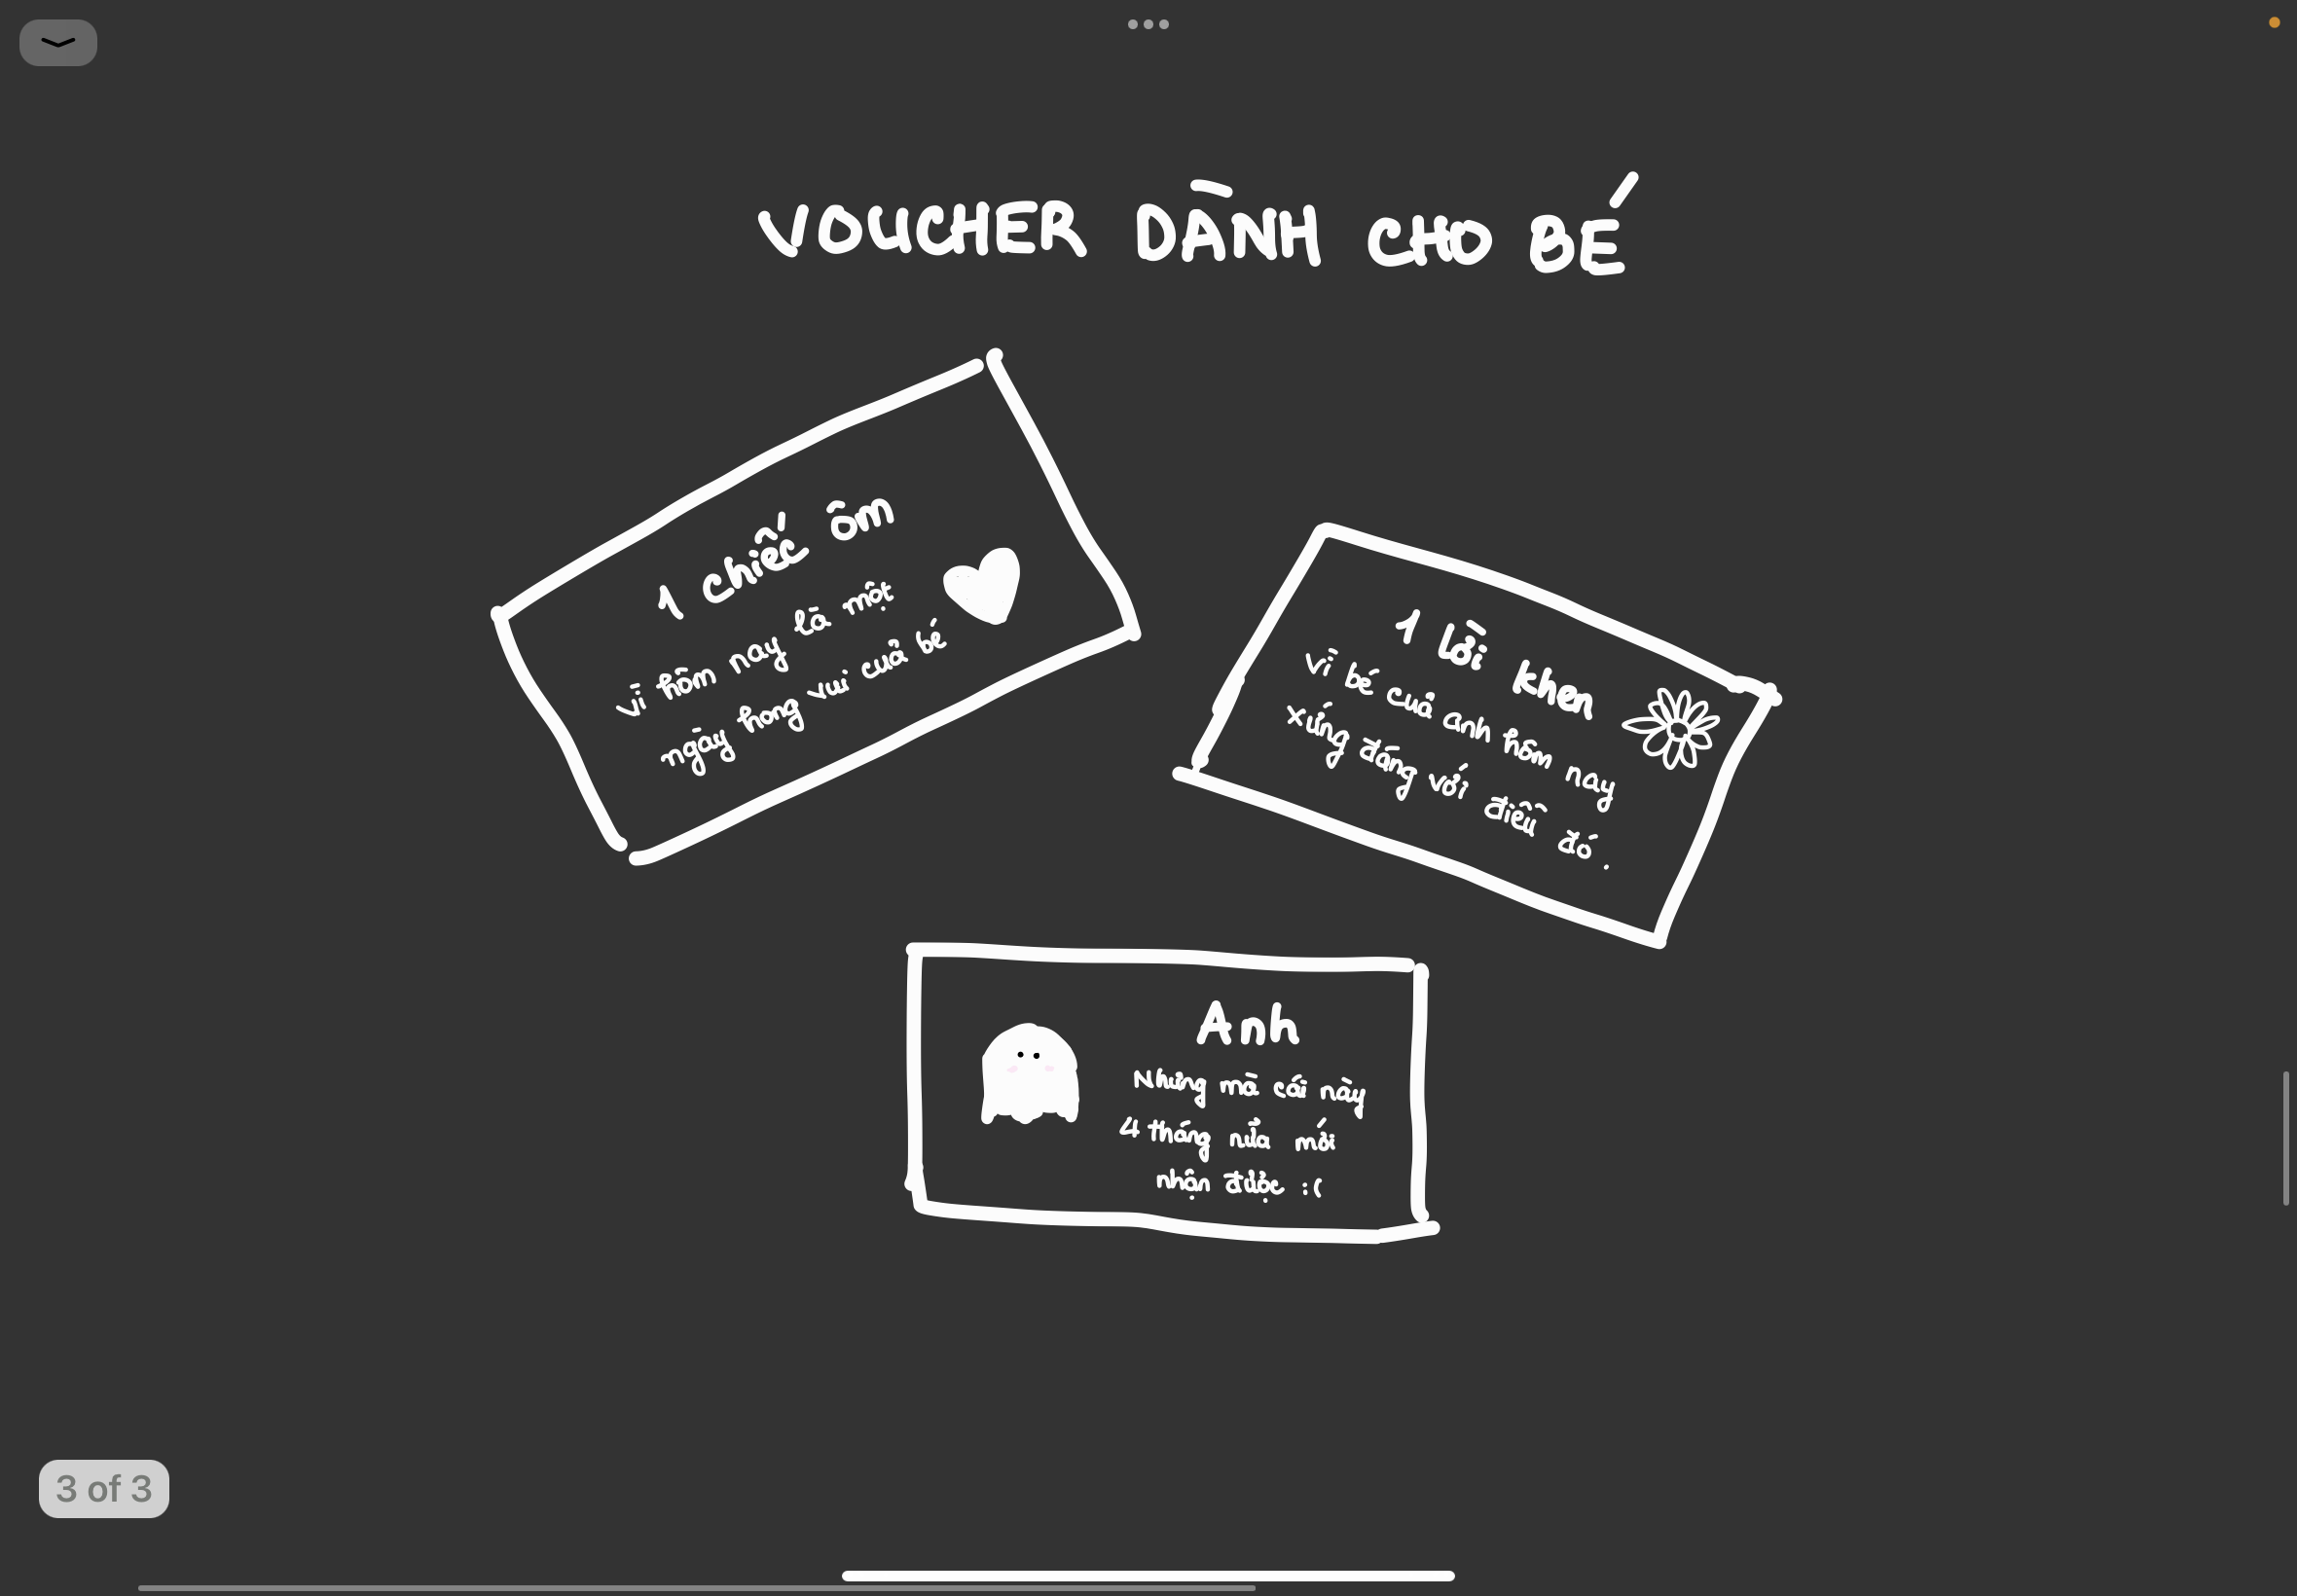 VOUCHER DÀNH CHO BÉ
1 chiếc ôm
Vì hôm nay là một
ngày không vui của bé
1 lời khen
Vì bé của anh hôm nay
xứng đáng với điều đó.
Anh
Nhưng mà cái này
4 tháng nữa mới
nhận được :(
3 of 3